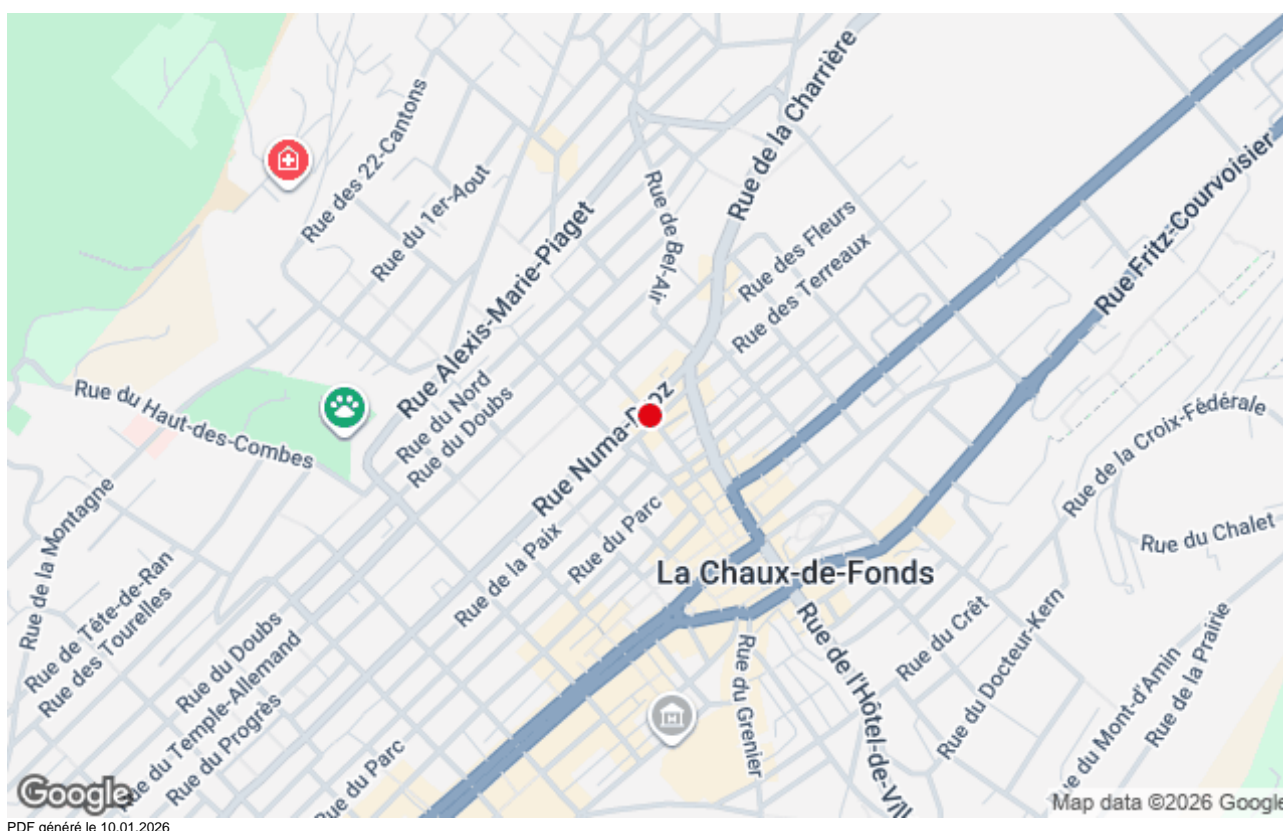 Rue de la Charrière
Rue des 22-Cantons
Rue Fritz-Courvoisier
Rue du 1er-Aout
Rue de Bel-Air
Rue des Fleurs
Rue Alexis-Marie-Piaget
Rue des Terreaux
Rue du Haut-des-Combes
Rue du Nord
Rue de la Croix-Fédérale
Rue du Doubs
Rue Numa-Droz
Rue de la Montagne
Rue du Parc
Rue du Chalet
Rue de la Paix
La Chaux-de-Fonds
Rue de Tête-de-Ran
Rue des Tourelles
Rue du Doubs
Rue du Crêt
Rue du Docteur-Kern
Rue de l'Hôtel-de-Vill
Rue du Temple-Allemand
Rue du Grenier
Rue de la Prairie
Rue du Progrès
ue du Mont-d'Amin
Rue du Parc
Google
Map data ©2026 Google
PDF généré le 10.01.2026